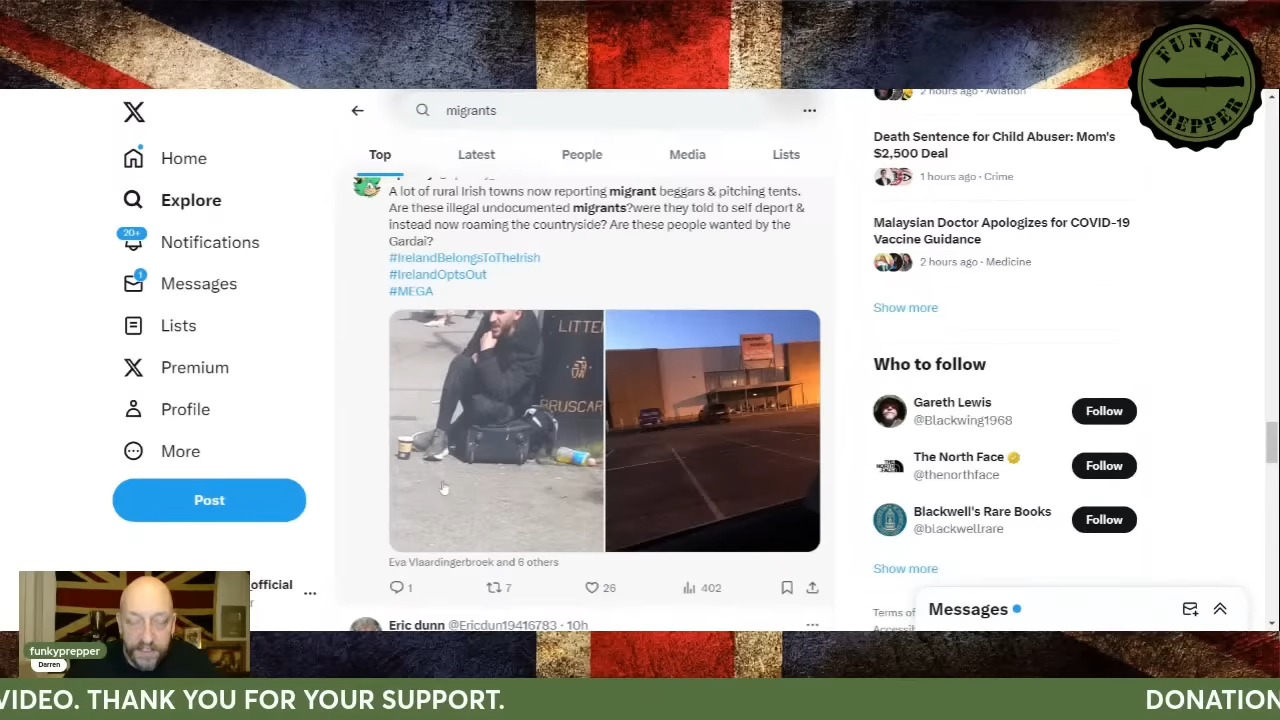 FUNKY
PREPPER
migrants
2 hours ago · Aviation
Top
Latest
People
Media
Lists
Home
Explore
20+
Notifications
1
Messages
Lists
Premium
Profile
More
Post
A lot of rural Irish towns now reporting migrant beggars & pitching tents.
Are these illegal undocumented migrants?were they told to self deport &
instead now roaming the countryside? Are these people wanted by the
Gardai?
#IrelandBelongsToTheIrish
#IrelandOptsOut
#MEGA
LITTE
BRUSCAR
Eva Vlaardingerbroek and 6 others
1
7
26
402
Eric dunn @Ericdun19416783 · 10h
Death Sentence for Child Abuser: Mom's
$2,500 Deal
1 hours ago · Crime
Malaysian Doctor Apologizes for COVID-19
Vaccine Guidance
2 hours ago · Medicine
Show more
Who to follow
Gareth Lewis
@Blackwing1968
Follow
The North Face
@thenorthface
Follow
Blackwell's Rare Books
@blackwellrare
Follow
Show more
Terms of
Messages
official
funkyprepper
Darren
VIDEO. THANK YOU FOR YOUR SUPPORT.
DONATION